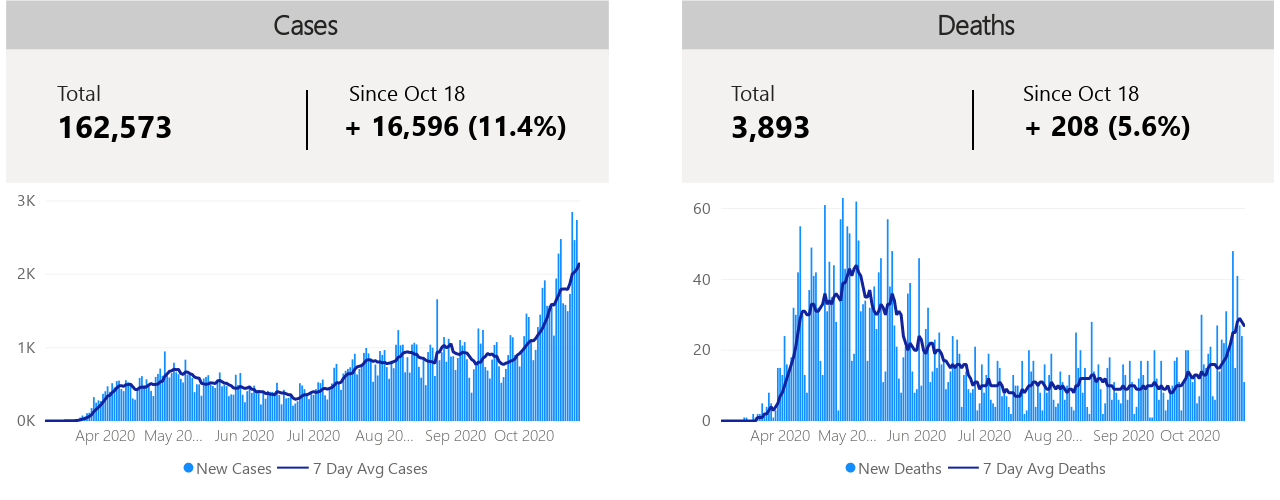 Cases
Total
162,573
Since Oct 18
+ 16,596 (11.4%)
3K
2K
1K
0K
Apr 2020 May 20... Jun 2020 Jul 2020 Aug 20... Sep 2020 Oct 2020
New Cases 7 Day Avg Cases
Deaths
Total
3,893
Since Oct 18
+ 208 (5.6%)
60
40
20
0
Apr 2020 May 20... Jun 2020 Jul 2020 Aug 20... Sep 2020 Oct 2020
New Deaths 7 Day Avg Deaths